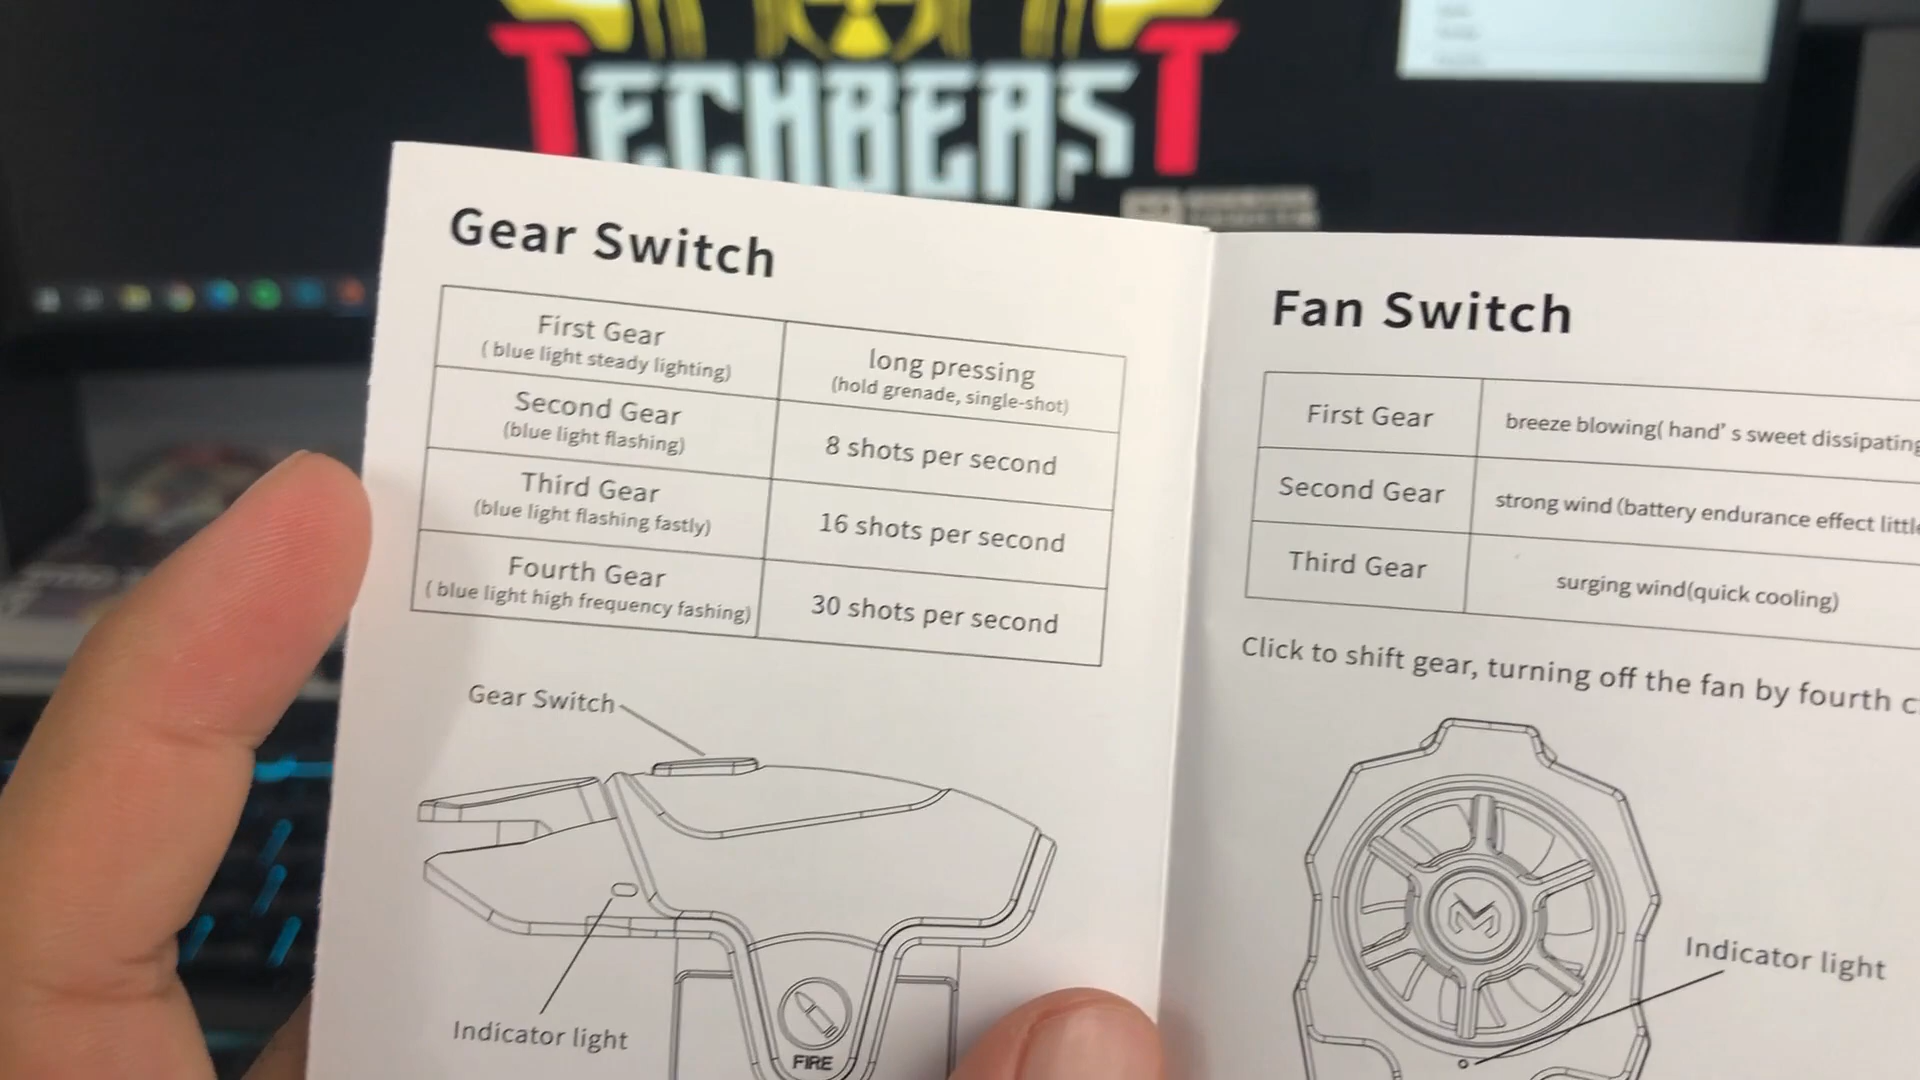 TECHBEAST
Gear Switch
First Gear
( blue light steady lighting)
long pressing
(hold grenade, single-shot)
Second Gear
(blue light flashing)
8 shots per second
Third Gear
(blue light flashing fastly)
16 shots per second
Fourth Gear
( blue light high frequency fashing)
30 shots per second
Gear Switch
Indicator light
FIRE
Fan Switch
First Gear
breeze blowing( hand's sweet dissipating
Second Gear
strong wind (battery endurance effect little
Third Gear
surging wind(quick cooling)
Click to shift gear, turning off the fan by fourth
Indicator light